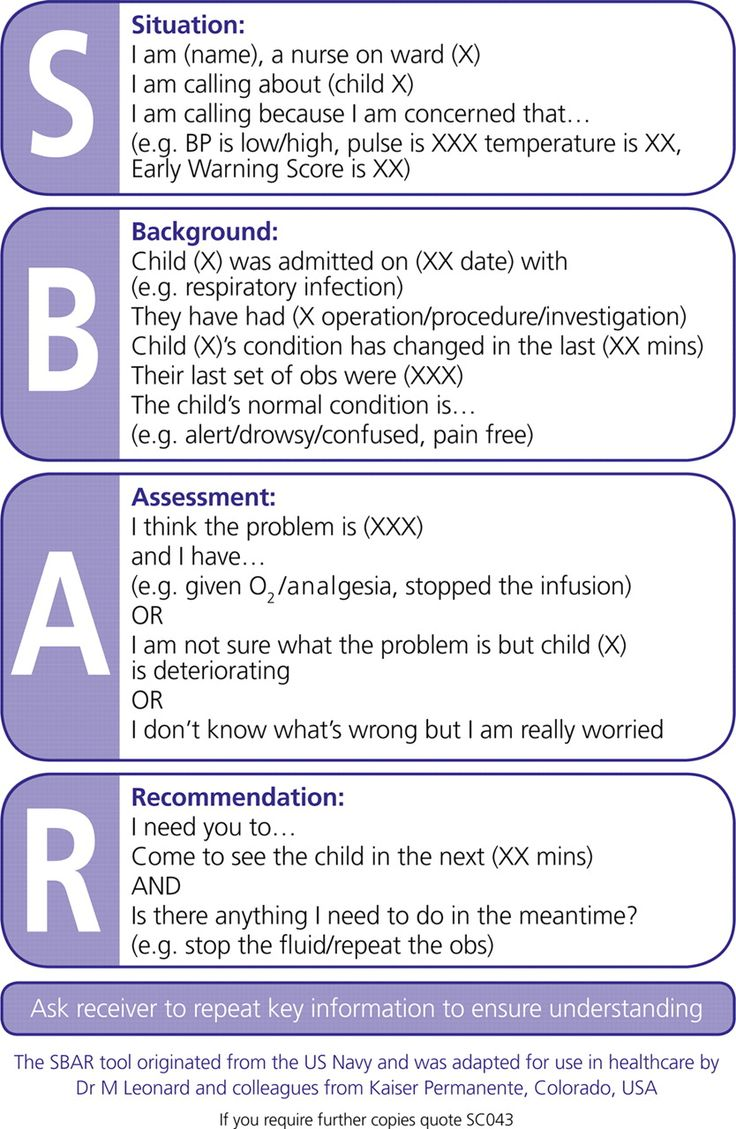 S
Situation:
I am (name), a nurse on ward (X)
I am calling about (child X)
I am calling because I am concerned that…
(e.g. BP is low/high, pulse is XXX temperature is XX,
Early Warning Score is XX)
B
Background:
Child (X) was admitted on (XX date) with
(e.g. respiratory infection)
They have had (X operation/procedure/investigation)
Child (X)’s condition has changed in the last (XX mins)
Their last set of obs were (XXX)
The child’s normal condition is…
(e.g. alert/drowsy/confused, pain free)
A
Assessment:
I think the problem is (XXX)
and I have…
(e.g. given O₂/analgesia, stopped the infusion)
OR
I am not sure what the problem is but child (X)
is deteriorating
OR
I don’t know what’s wrong but I am really worried
R
Recommendation:
I need you to…
Come to see the child in the next (XX mins)
AND
Is there anything I need to do in the meantime?
(e.g. stop the fluid/repeat the obs)
Ask receiver to repeat key information to ensure understanding
The SBAR tool originated from the US Navy and was adapted for use in healthcare by
Dr M Leonard and colleagues from Kaiser Permanente, Colorado, USA
If you require further copies quote SC043